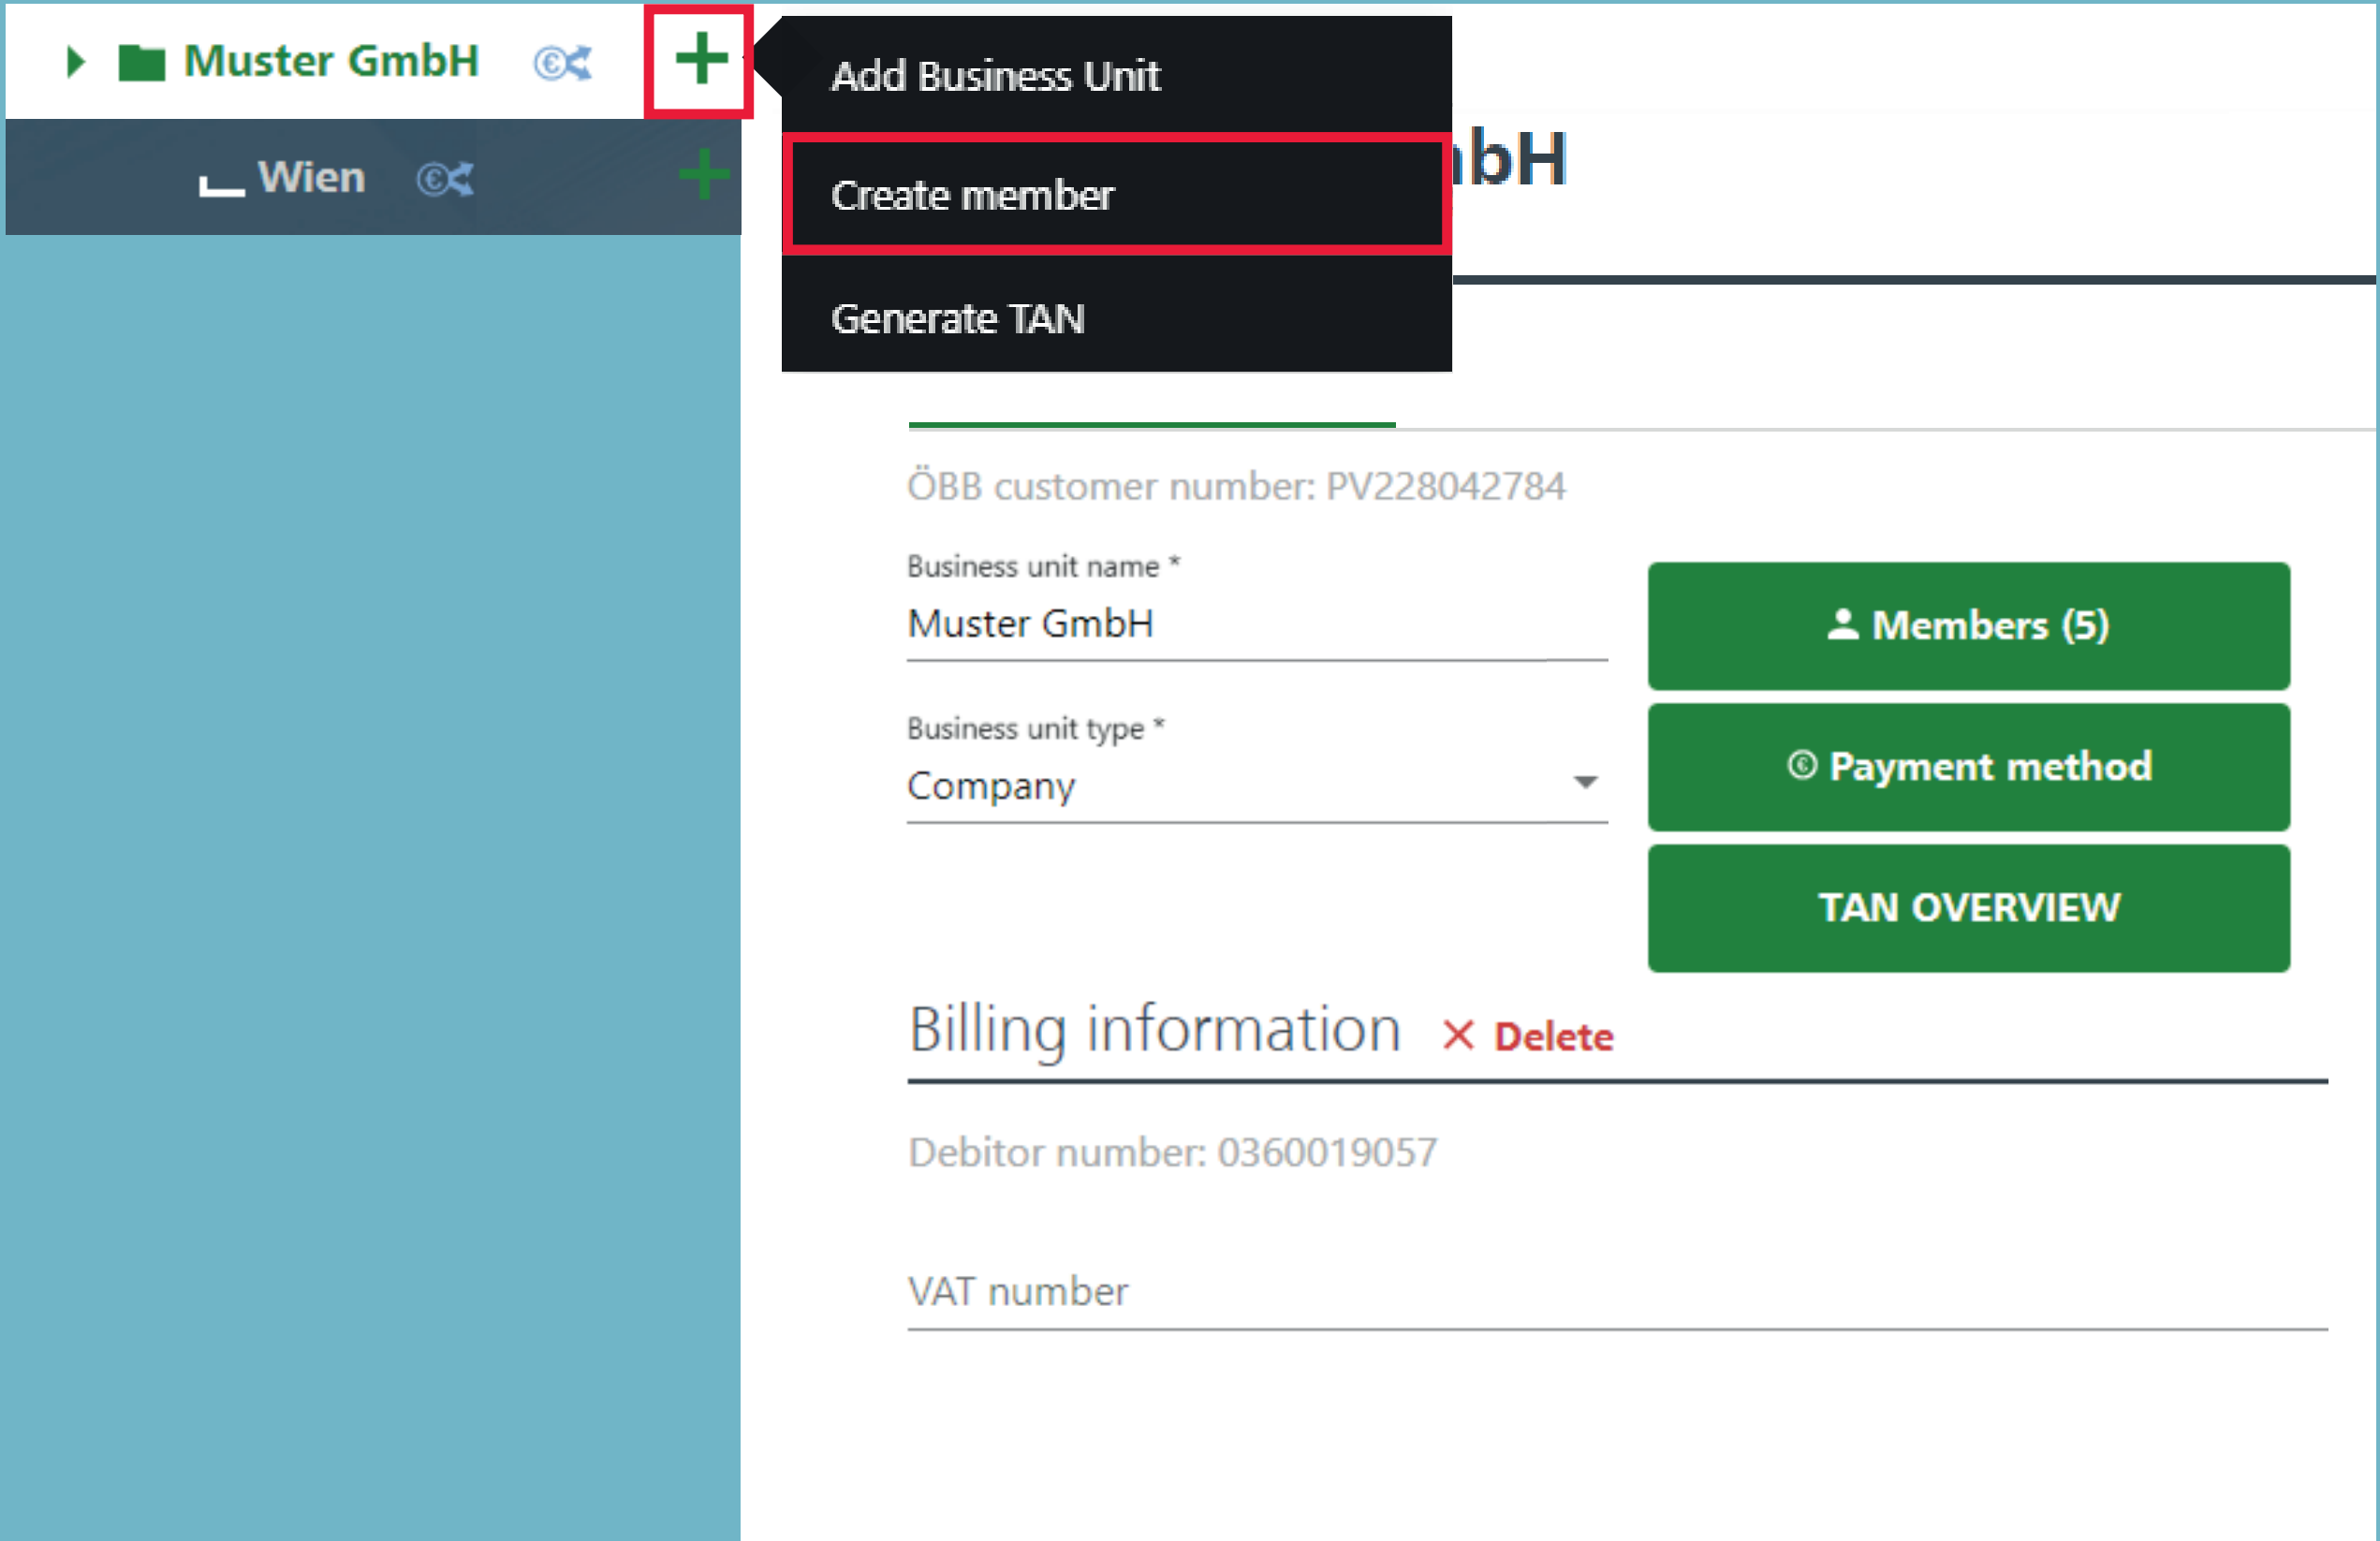 Muster GmbH
Add Business Unit
Wien
Create member
bH
Generate TAN
ÖBB customer number: PV228042784
Business unit name *
Muster GmbH
Members (5)
Business unit type *
Company
Payment method
TAN OVERVIEW
Billing information
Delete
Debitor number: 0360019057
VAT number